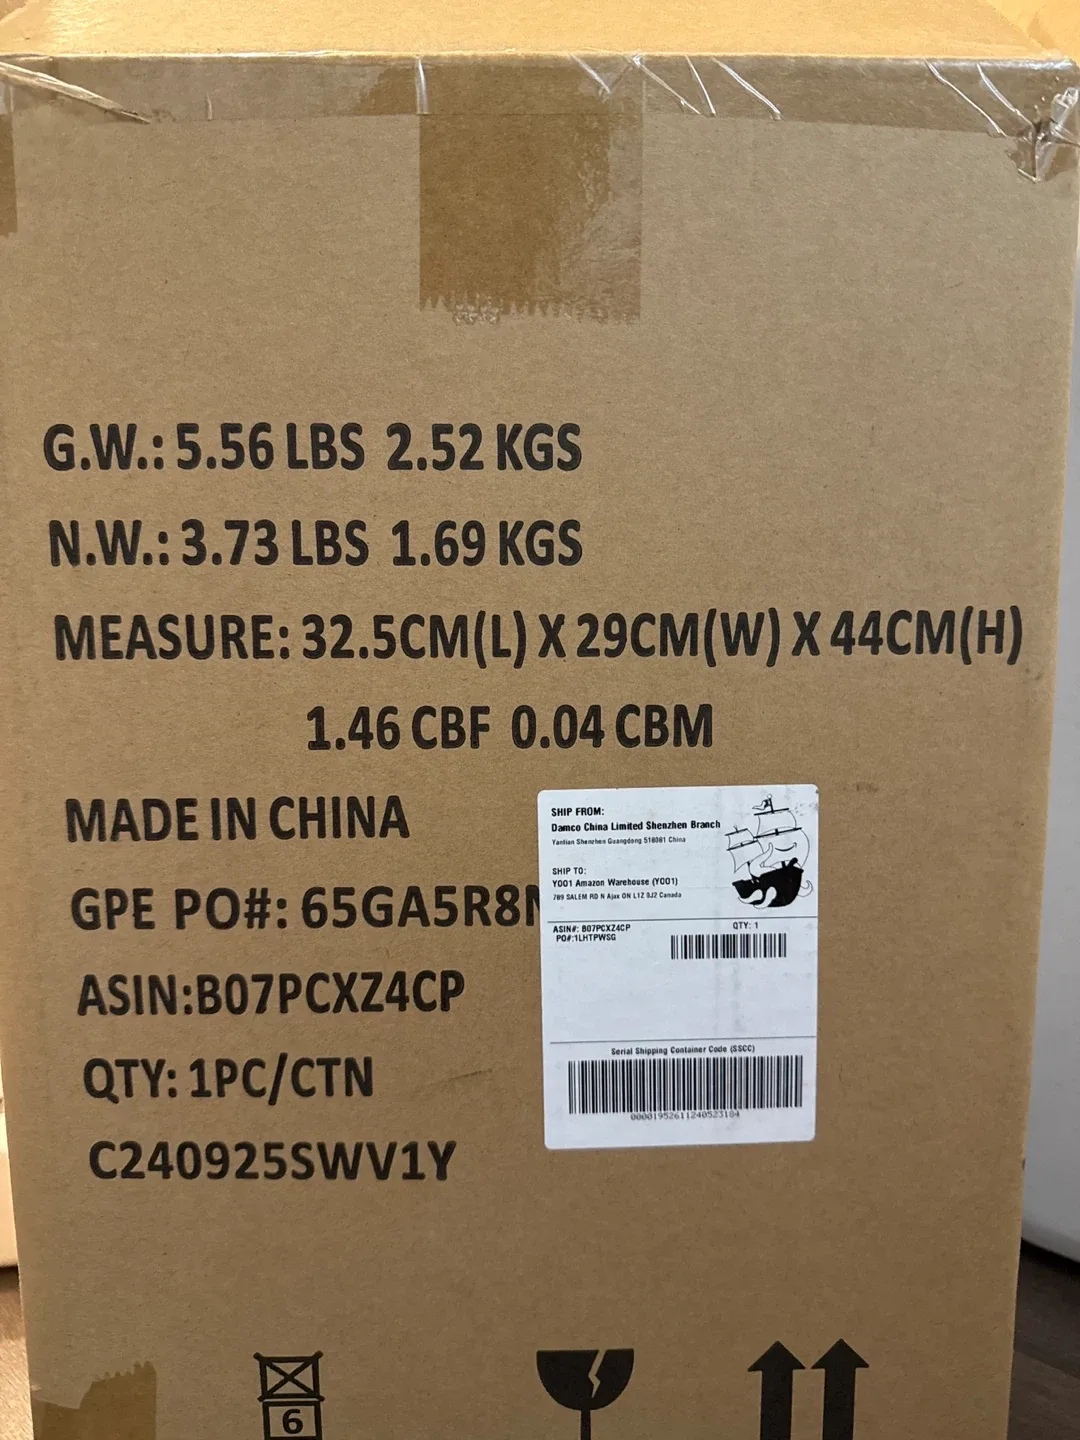 G.W.: 5.56 LBS 2.52 KGS
N.W.: 3.73 LBS 1.69 KGS
MEASURE: 32.5CM(L) X 29CM(W) X 44CM(H)
1.46 CBF 0.04 CBM
MADE IN CHINA
GPE PO#: 65GA5R8
ASIN:B07PCXZ4CP
QTY: 1PC/CTN
C240925SWV1Y
SHIP FROM:
Damco China Limited Shenzhen Branch
Yantian Shenzhen Guangdong 518081 China
SHIP TO:
YOO1 Amazon Warehouse (YOO1)
789 SALEM RD N Ajax ON L1Z 0J2 Canada
ASIN#: B07PCXZ4CP
PO#:1LHTPWSG
QTY: 1
Serial Shipping Container Code (SSCC)
00001952611240523184
6